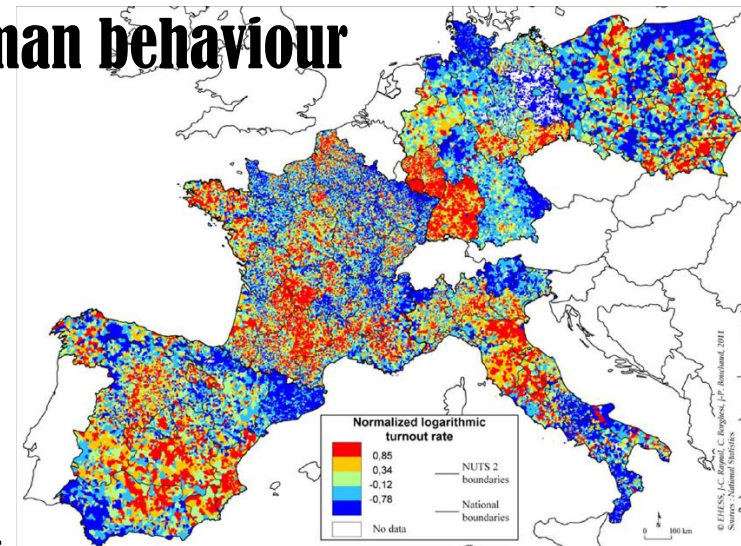 man behaviour
Normalized logarithmic
turnout rate
0,85
0,34
-0,12
-0,78
No data
NUTS 2
boundaries
National
boundaries
0 100 km
© EHESS, J-C. Raynal, C. Borghesi, J-P. Bouchaud, 2011
Sources : National Statistics